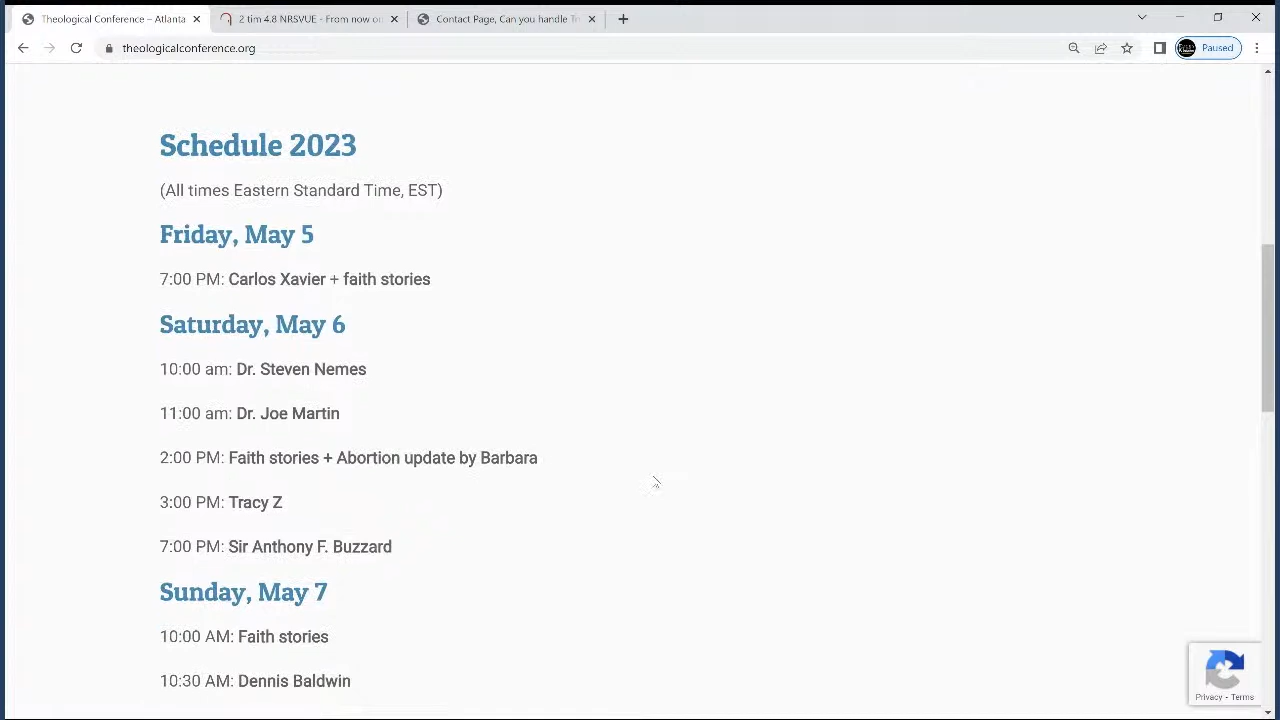 Theological Conference – Atlanta
2 tim 4.8 NRSVUE - From now o
Contact Page, Can you handle T
theologicalconference.org
Paused
Schedule 2023
(All times Eastern Standard Time, EST)
Friday, May 5
7:00 PM: Carlos Xavier + faith stories
Saturday, May 6
10:00 am: Dr. Steven Nemes
11:00 am: Dr. Joe Martin
2:00 PM: Faith stories + Abortion update by Barbara
3:00 PM: Tracy Z
7:00 PM: Sir Anthony F. Buzzard
Sunday, May 7
10:00 AM: Faith stories
10:30 AM: Dennis Baldwin
Privacy - Terms